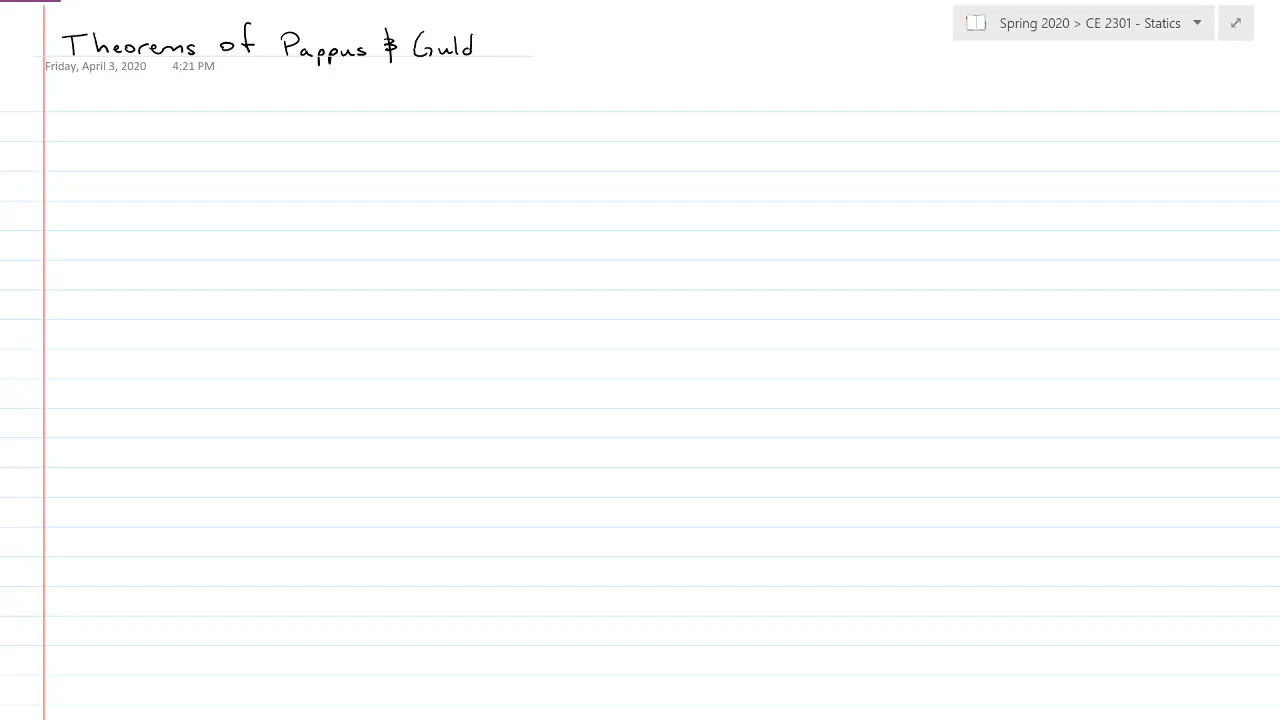 Spring 2020 > CE 2301 - Statics
Theorems of Pappus & Guld
Friday, April 3, 2020 4:21 PM